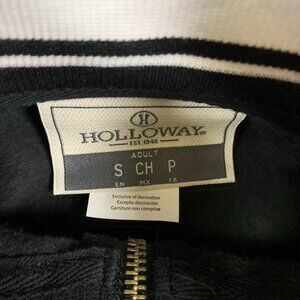 HOLLOWAY®
EST. 1946
ADULT
S CH P
EN MX FR
Exclusive of decoration
Excepto decoración
Garniture non comprise